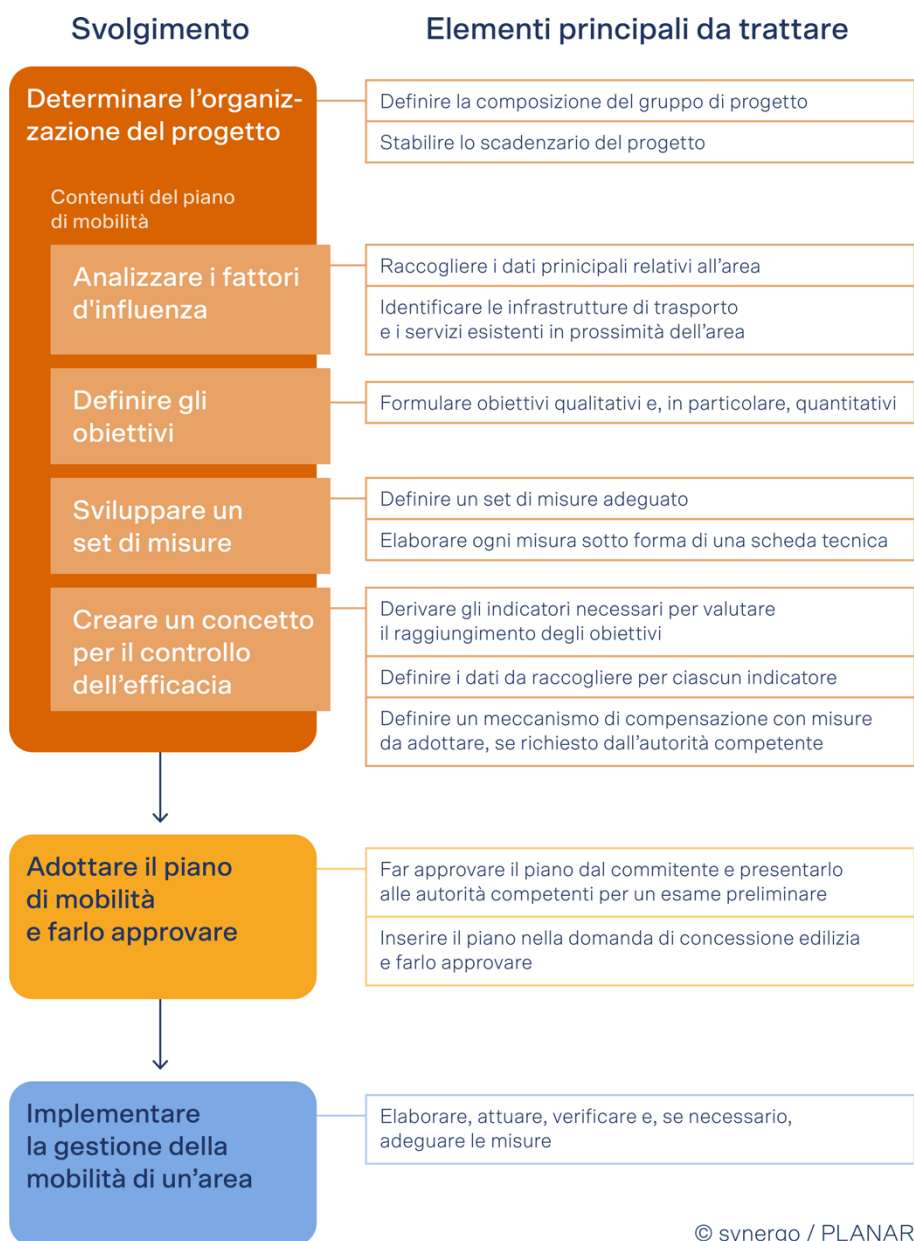 Svolgimento
Elementi principali da trattare
Determinare l'organiz-
zazione del progetto
Definire la composizione del gruppo di progetto
Stabilire lo scadenzario del progetto
Contenuti del piano
di mobilità
Analizzare i fattori
d'influenza
Raccogliere i dati prinicipali relativi all'area
Identificare le infrastrutture di trasporto
e i servizi esistenti in prossimità dell'area
Definire gli
obiettivi
Formulare obiettivi qualitativi e, in particolare, quantitativi
Sviluppare un
set di misure
Definire un set di misure adeguato
Elaborare ogni misura sotto forma di una scheda tecnica
Creare un concetto
per il controllo
dell'efficacia
Derivare gli indicatori necessari per valutare
il raggiungimento degli obiettivi
Definire i dati da raccogliere per ciascun indicatore
Definire un meccanismo di compensazione con misure
da adottare, se richiesto dall'autorità competente
Adottare il piano
di mobilità
e farlo approvare
Far approvare il piano dal commitente e presentarlo
alle autorità competenti per un esame preliminare
Inserire il piano nella domanda di concessione edilizia
e farlo approvare
Implementare
la gestione della
mobilità di un'area
Elaborare, attuare, verificare e, se necessario,
adeguare le misure
© synergo / PLANAR